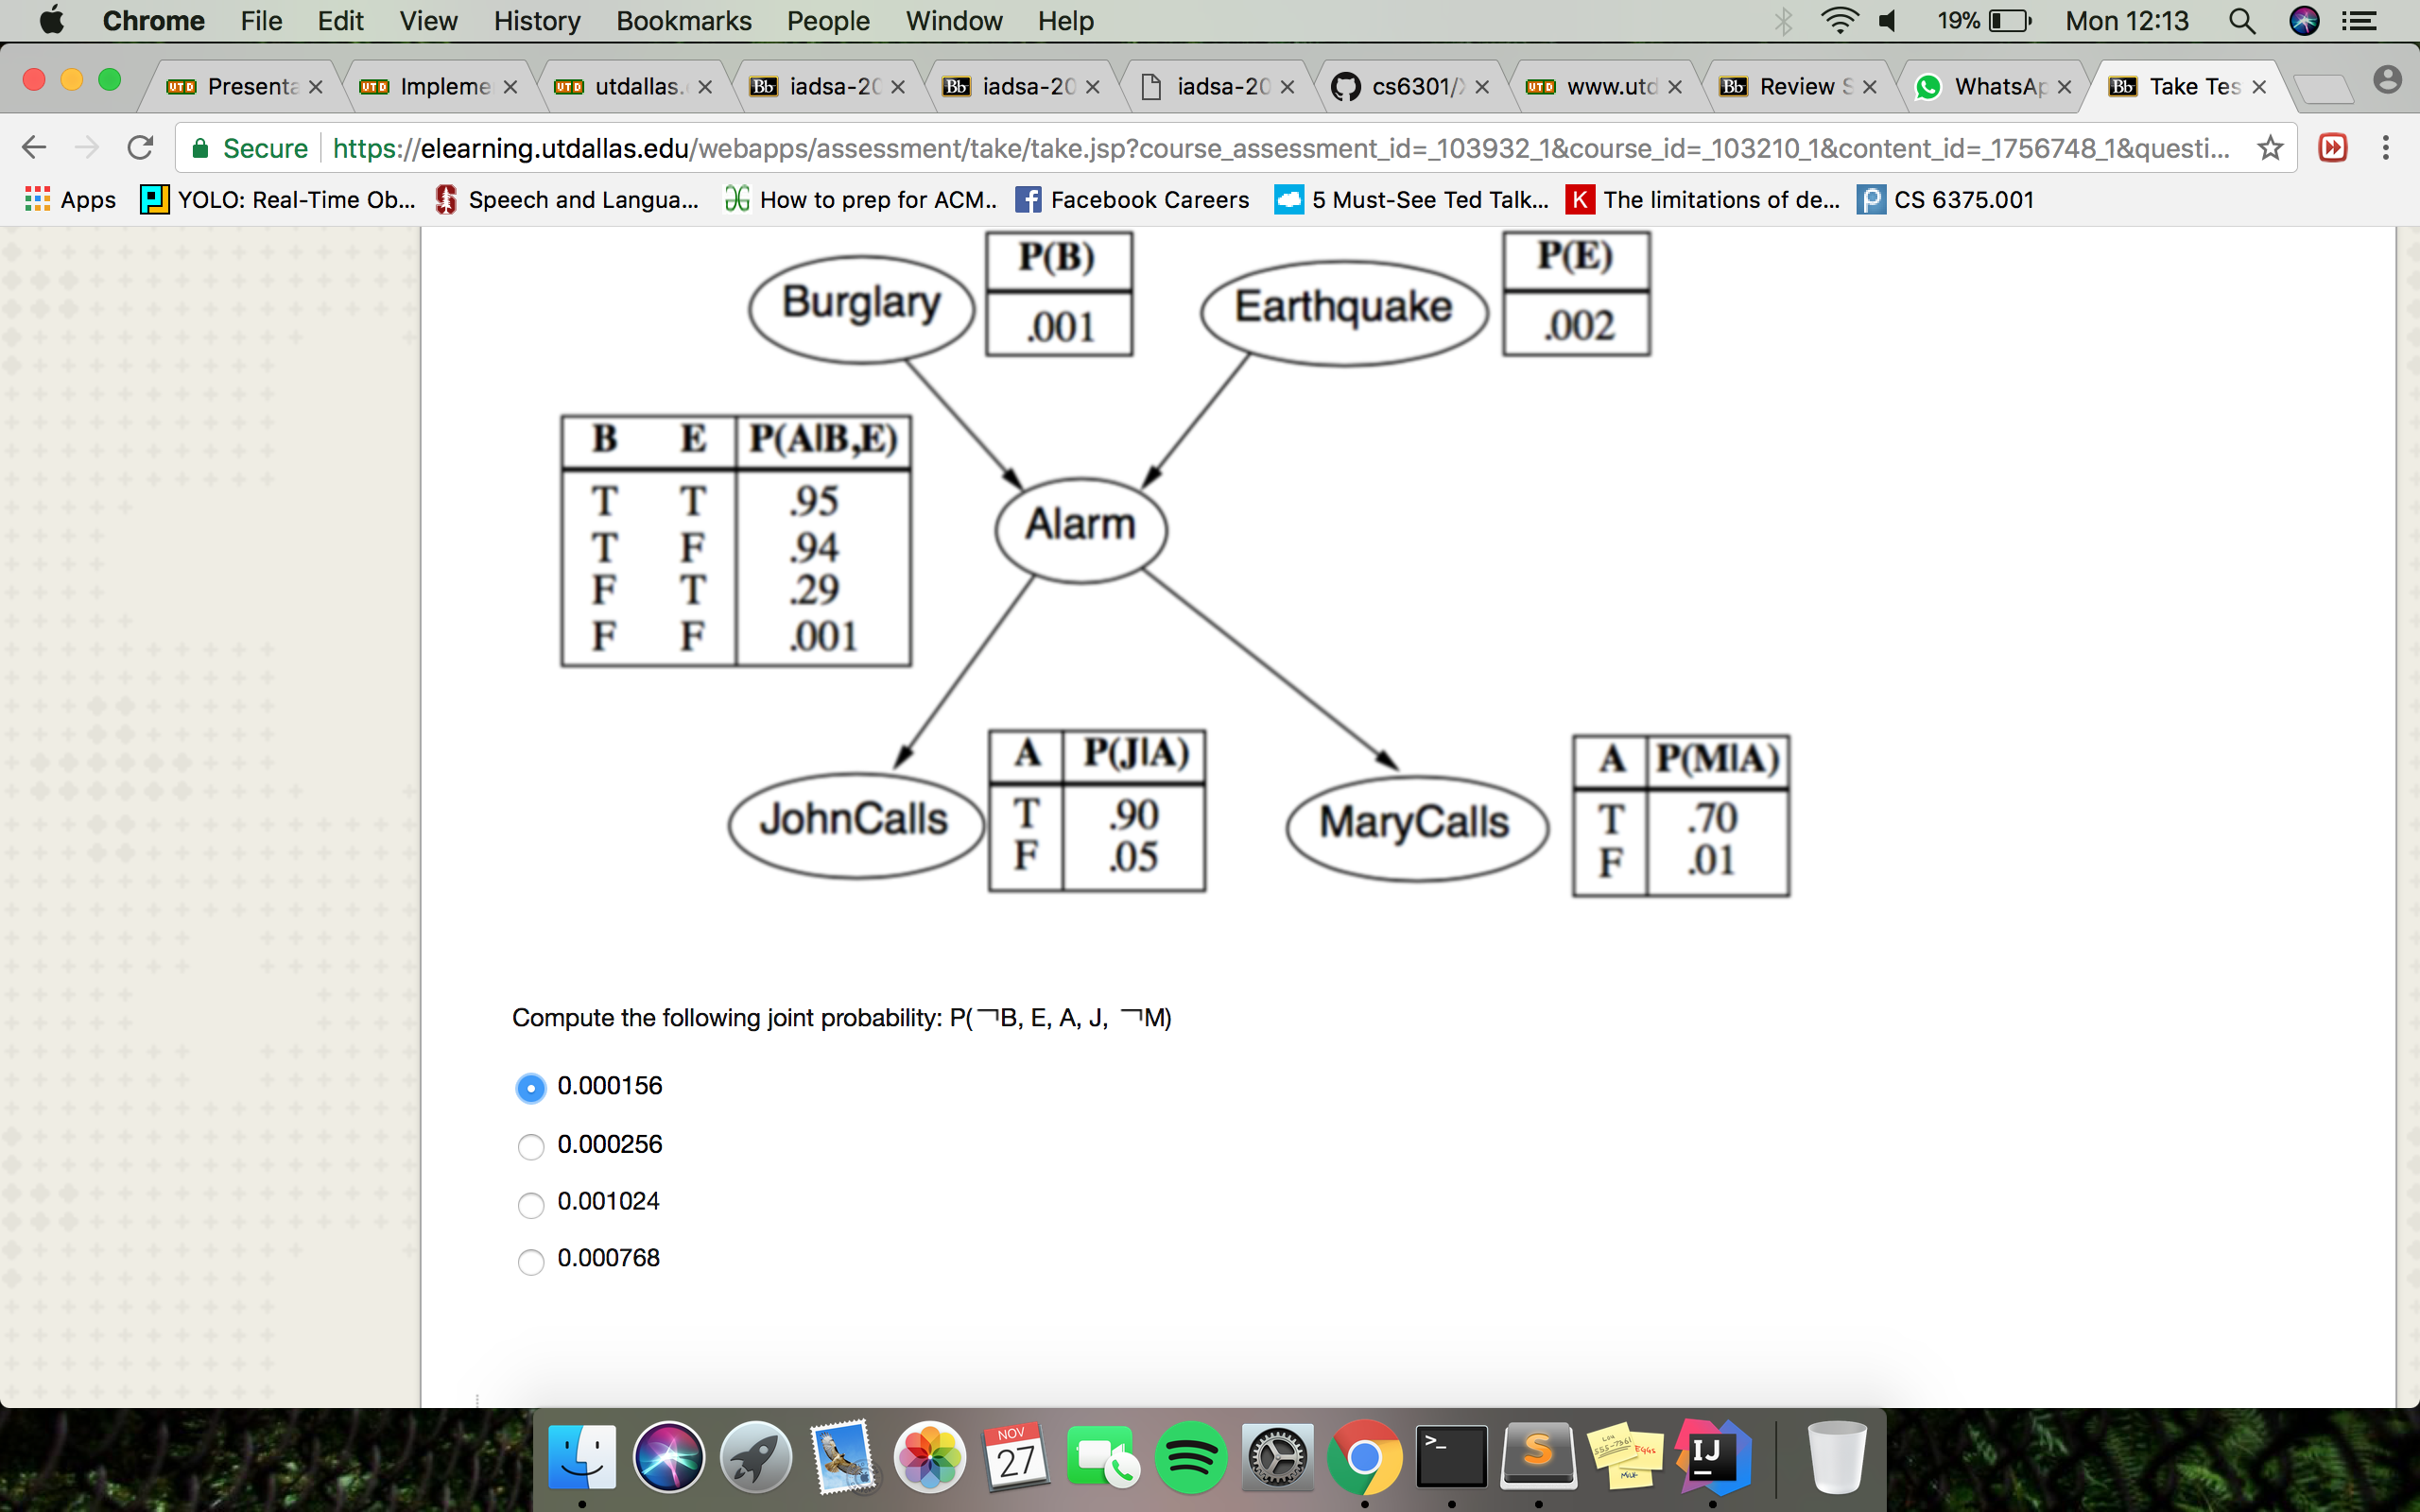 Chrome File Edit View History Bookmarks People Window Help 19% Mon 12:13
Presenta Impleme utdallas. iadsa-20 iadsa-20 iadsa-20 cs6301/ www.utd Review S WhatsAp Take Tes
Secure https://elearning.utdallas.edu/webapps/assessment/take/take.jsp?course_assessment_id=_103932_1&course_id=_103210_1&content_id=_1756748_1&questi...
Apps YOLO: Real-Time Ob... Speech and Langua... How to prep for ACM.. Facebook Careers 5 Must-See Ted Talk... The limitations of de... CS 6375.001
Burglary P(B) Earthquake P(E)
.001 .002
B E P(A|B,E)
T T .95
Alarm
T F .94
F T .29
F F .001
A P(J|A) A P(M|A)
JohnCalls T .90 MaryCalls T .70
F .05 F .01
Compute the following joint probability: P(¬B, E, A, J, ¬M)
0.000156
0.000256
0.001024
0.000768
NOV
27